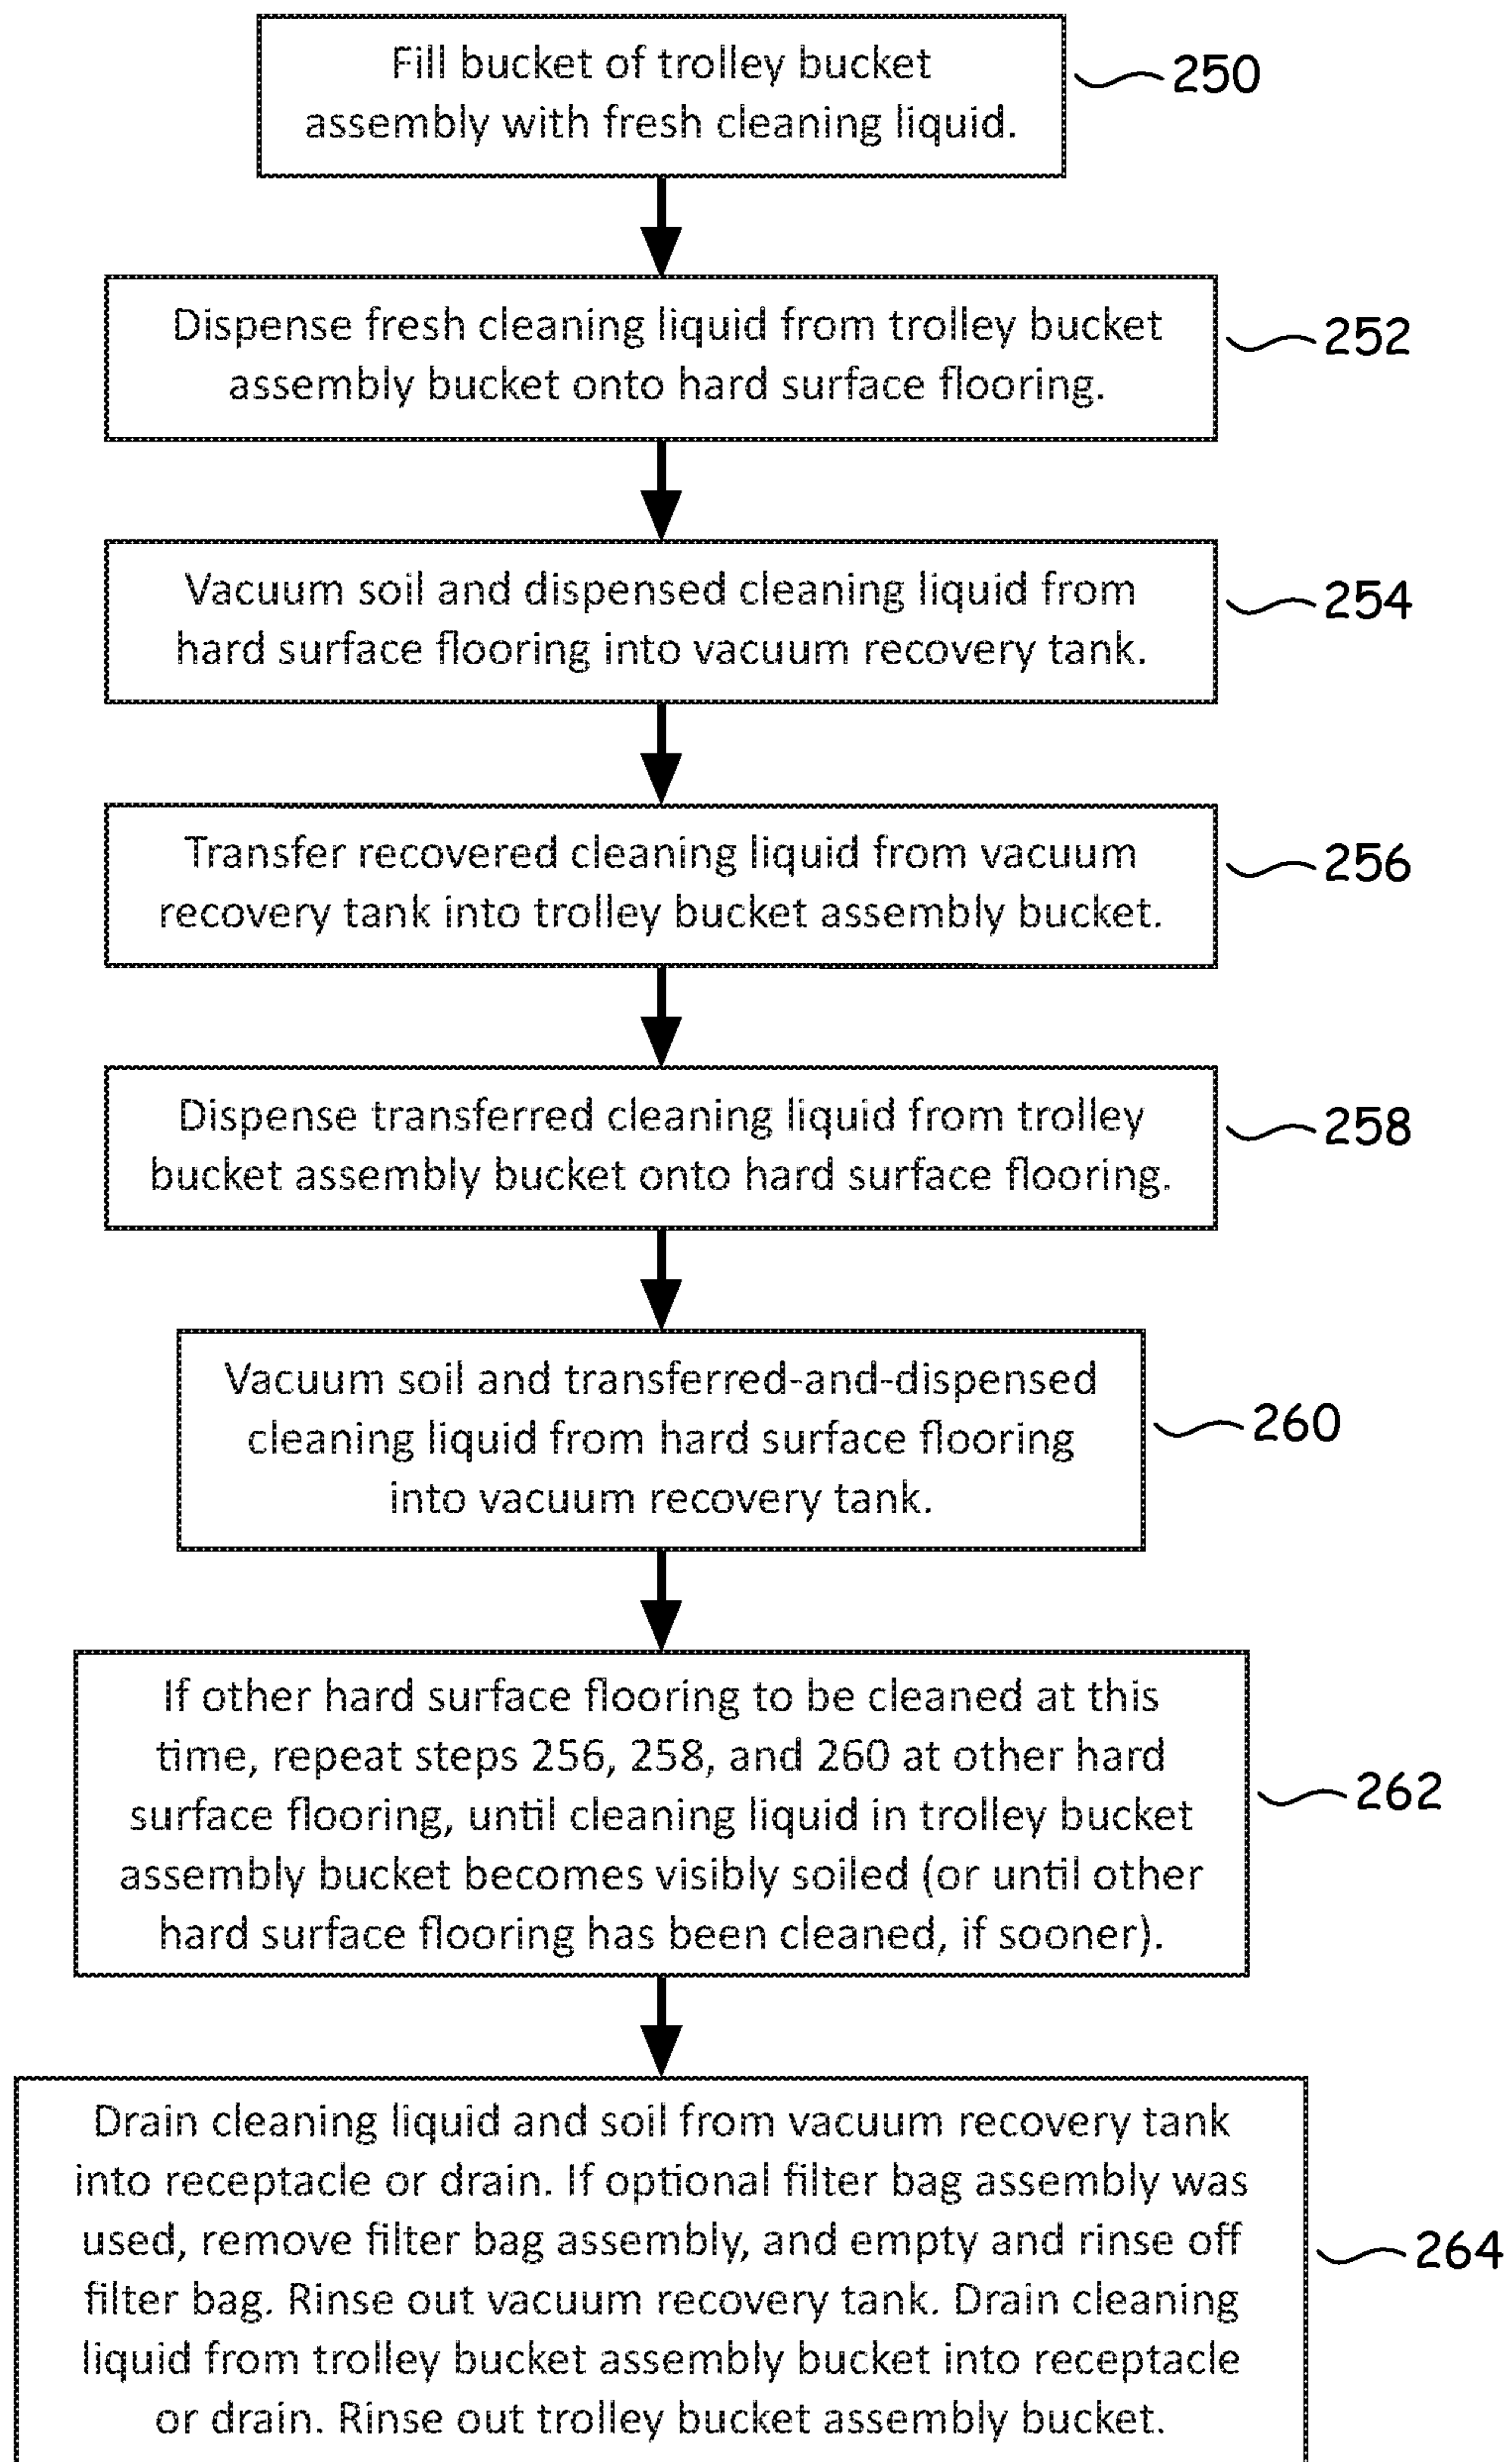 Fill bucket of trolley bucket
assembly with fresh cleaning liquid.
250
Dispense fresh cleaning liquid from trolley bucket
assembly bucket onto hard surface flooring.
252
Vacuum soil and dispensed cleaning liquid from
hard surface flooring into vacuum recovery tank.
254
Transfer recovered cleaning liquid from vacuum
recovery tank into trolley bucket assembly bucket.
256
Dispense transferred cleaning liquid from trolley
bucket assembly bucket onto hard surface flooring.
258
Vacuum soil and transferred-and-dispensed
cleaning liquid from hard surface flooring
into vacuum recovery tank.
260
If other hard surface flooring to be cleaned at this
time, repeat steps 256, 258, and 260 at other hard
surface flooring, until cleaning liquid in trolley bucket
assembly bucket becomes visibly soiled (or until other
hard surface flooring has been cleaned, if sooner).
262
Drain cleaning liquid and soil from vacuum recovery tank
into receptacle or drain. If optional filter bag assembly was
used, remove filter bag assembly, and empty and rinse off
filter bag. Rinse out vacuum recovery tank. Drain cleaning
liquid from trolley bucket assembly bucket into receptacle
or drain. Rinse out trolley bucket assembly bucket.
264